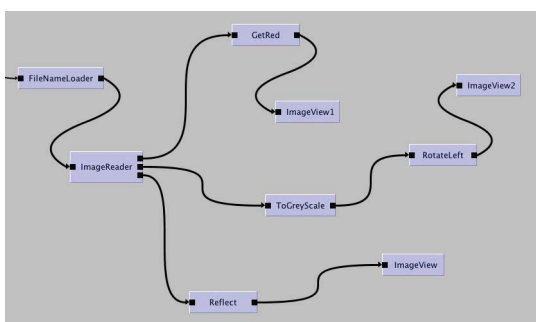 GetRed
FileNameLoader
ImageView2
ImageView1
RotateLeft
ImageReader
ToGreyScale
ImageView
Reflect